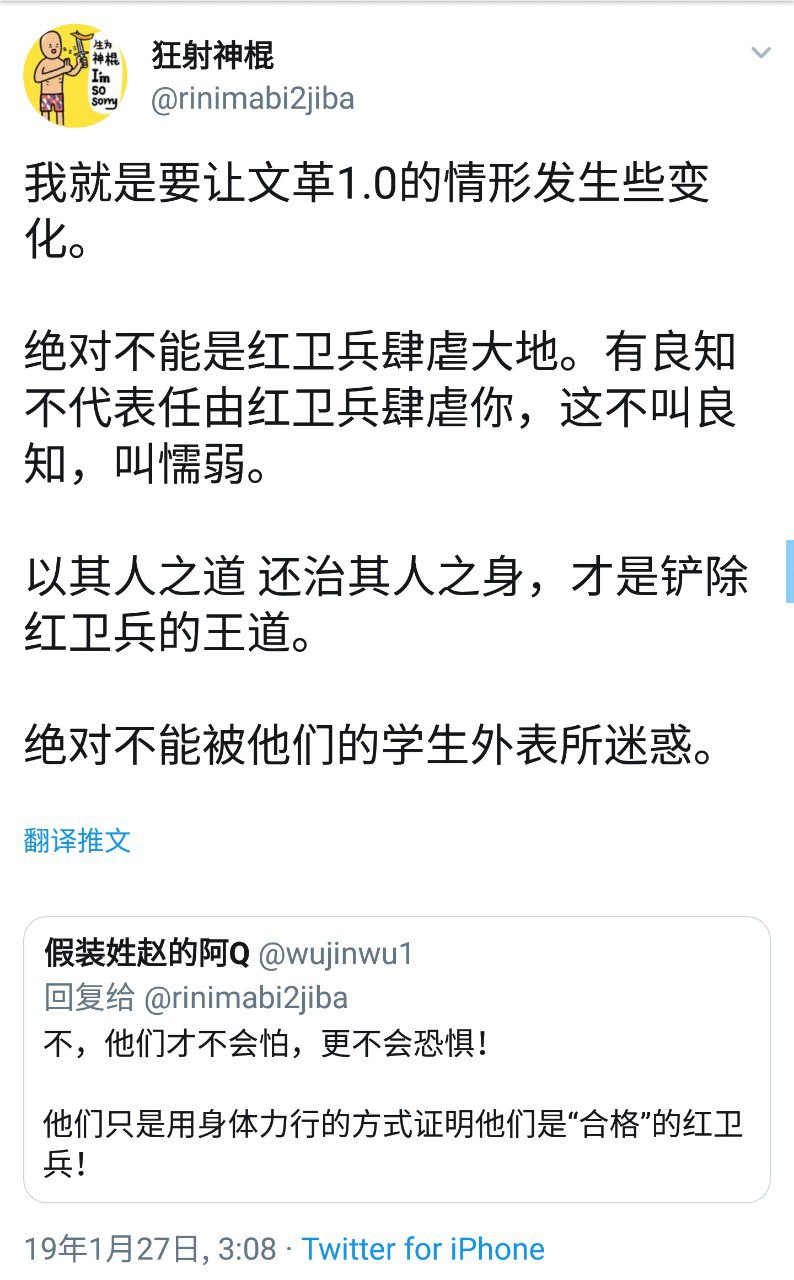 生为
神棍
I'm
so
sorry
狂射神棍
@rinimabi2jiba
我就是要让文革1.0的情形发生些变
化。
绝对不能是红卫兵肆虐大地。有良知
不代表任由红卫兵肆虐你，这不叫良
知，叫懦弱。
以其人之道 还治其人之身，才是铲除
红卫兵的王道。
绝对不能被他们的学生外表所迷惑。
翻译推文
假装姓赵的阿Q @wujinwu1
回复给 @rinimabi2jiba
不，他们才不会怕，更不会恐惧！
他们只是用身体力行的方式证明他们是“合格”的红卫
兵！
19年1月27日, 3:08 · Twitter for iPhone